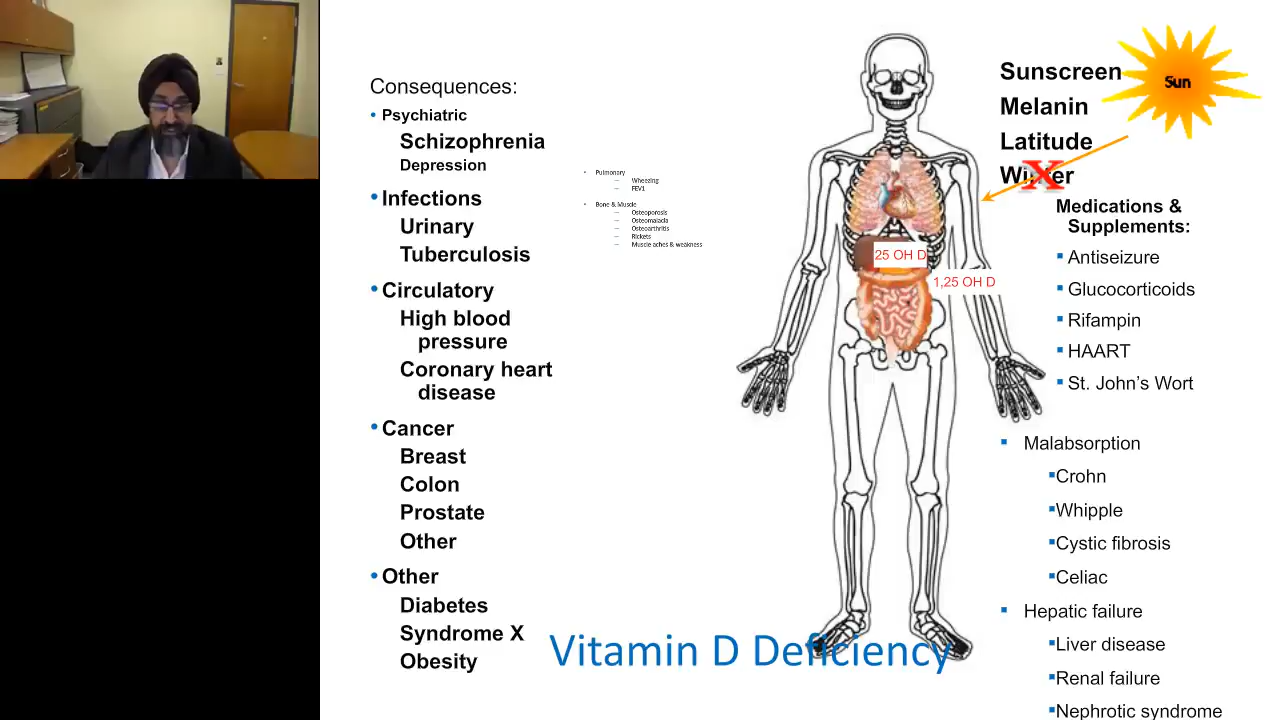 Consequences:
• Psychiatric
Schizophrenia
Depression
• Infections
Urinary
Tuberculosis
• Circulatory
High blood
pressure
Coronary heart
disease
• Cancer
Breast
Colon
Prostate
Other
• Other
Diabetes
Syndrome X
Obesity
• Pulmonary
– Wheezing
– FEV1
• Bone & Muscle
– Osteoporosis
– Osteomalacia
– Osteoarthritis
– Rickets
– Muscle aches & weakness
25 OH D
1,25 OH D
Sun
Sunscreen
Melanin
Latitude
Winter
X
Medications &
Supplements:
▪ Antiseizure
▪ Glucocorticoids
▪ Rifampin
▪ HAART
▪ St. John’s Wort
▪ Malabsorption
▪Crohn
▪Whipple
▪Cystic fibrosis
▪Celiac
▪ Hepatic failure
▪Liver disease
▪Renal failure
▪Nephrotic syndrome
Vitamin D Deficiency